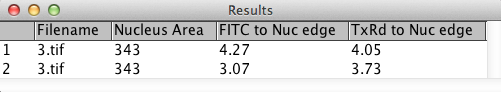 Results
Filename Nucleus Area FITC to Nuc edge TxRd to Nuc edge
1 3.tif 343 4.27 4.05
2 3.tif 343 3.07 3.73